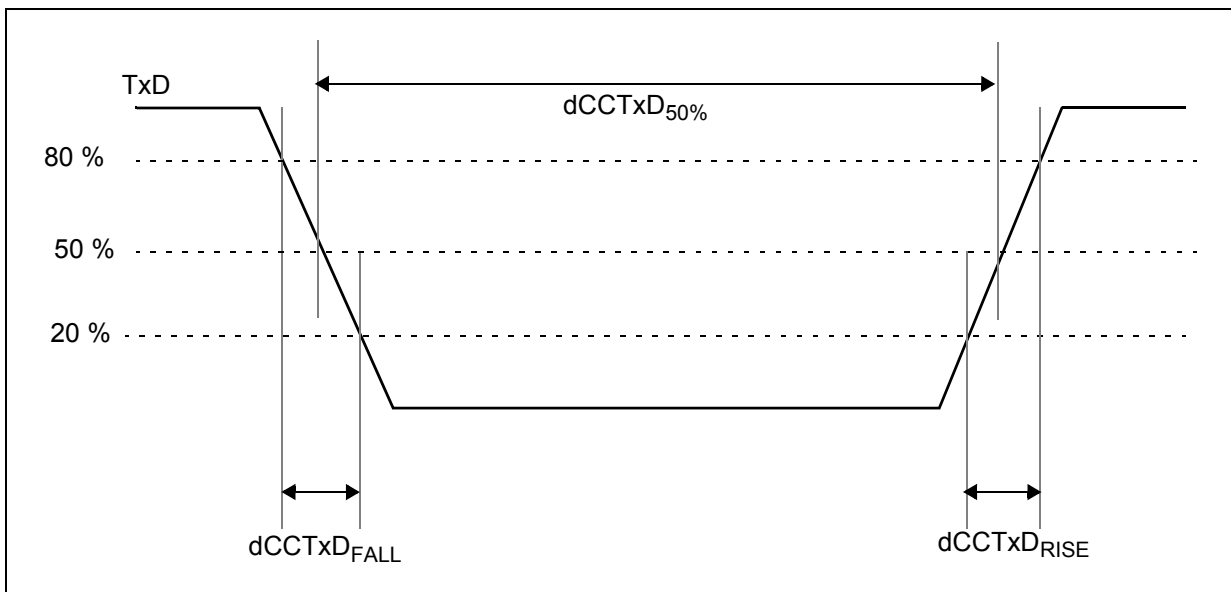 TxD
dCCTxD50%
80 %
50 %
20 %
dCCTxDFALL
dCCTxDRISE